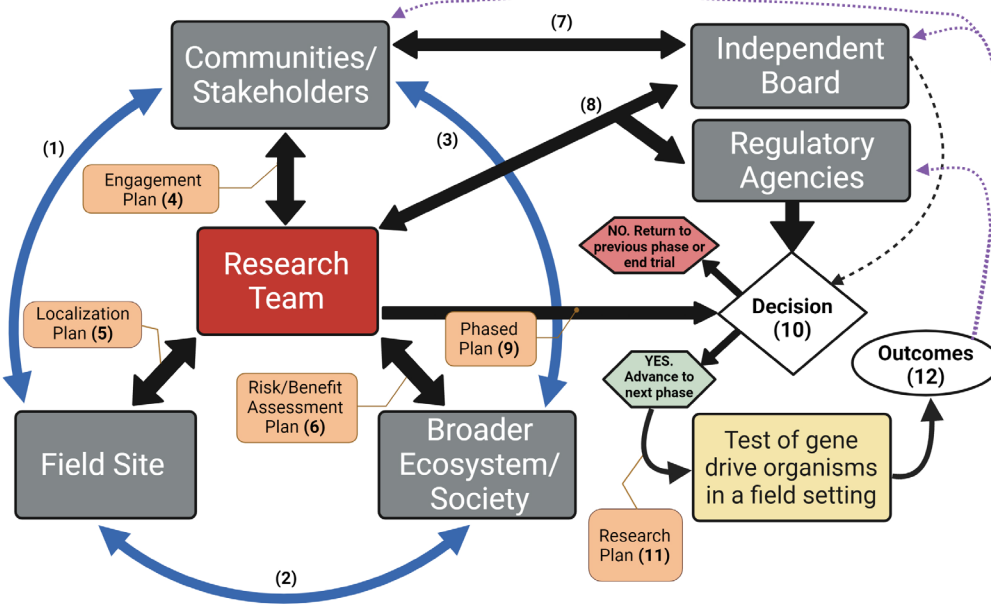 (7)
Communities/
Stakeholders
Independent
Board
(1)
(3)
(8)
Engagement
Plan (4)
Regulatory
Agencies
NO. Return to
previous phase or
end trial
Research
Team
Decision
(10)
Localization
Plan (5)
Phased
Plan (9)
Outcomes
(12)
YES.
Advance to
next phase
Risk/Benefit
Assessment
Plan (6)
Field Site
Broader
Ecosystem/
Society
Test of gene
drive organisms
in a field setting
Research
Plan (11)
(2)